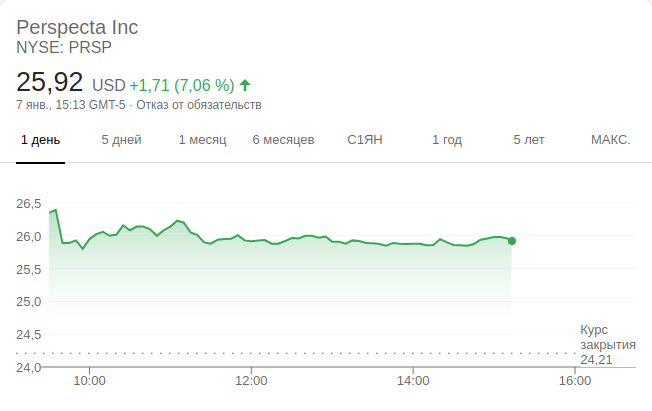 Perspecta Inc
NYSE: PRSP
25,92 USD +1,71 (7,06 %)
7 янв., 15:13 GMT-5 · Отказ от обязательств
1 день 5 дней 1 месяц 6 месяцев С1ЯН 1 год 5 лет МАКС.
26,5
26,0
25,5
25,0
24,5
24,0
Курс
закрытия
24,21
10:00 12:00 14:00 16:00